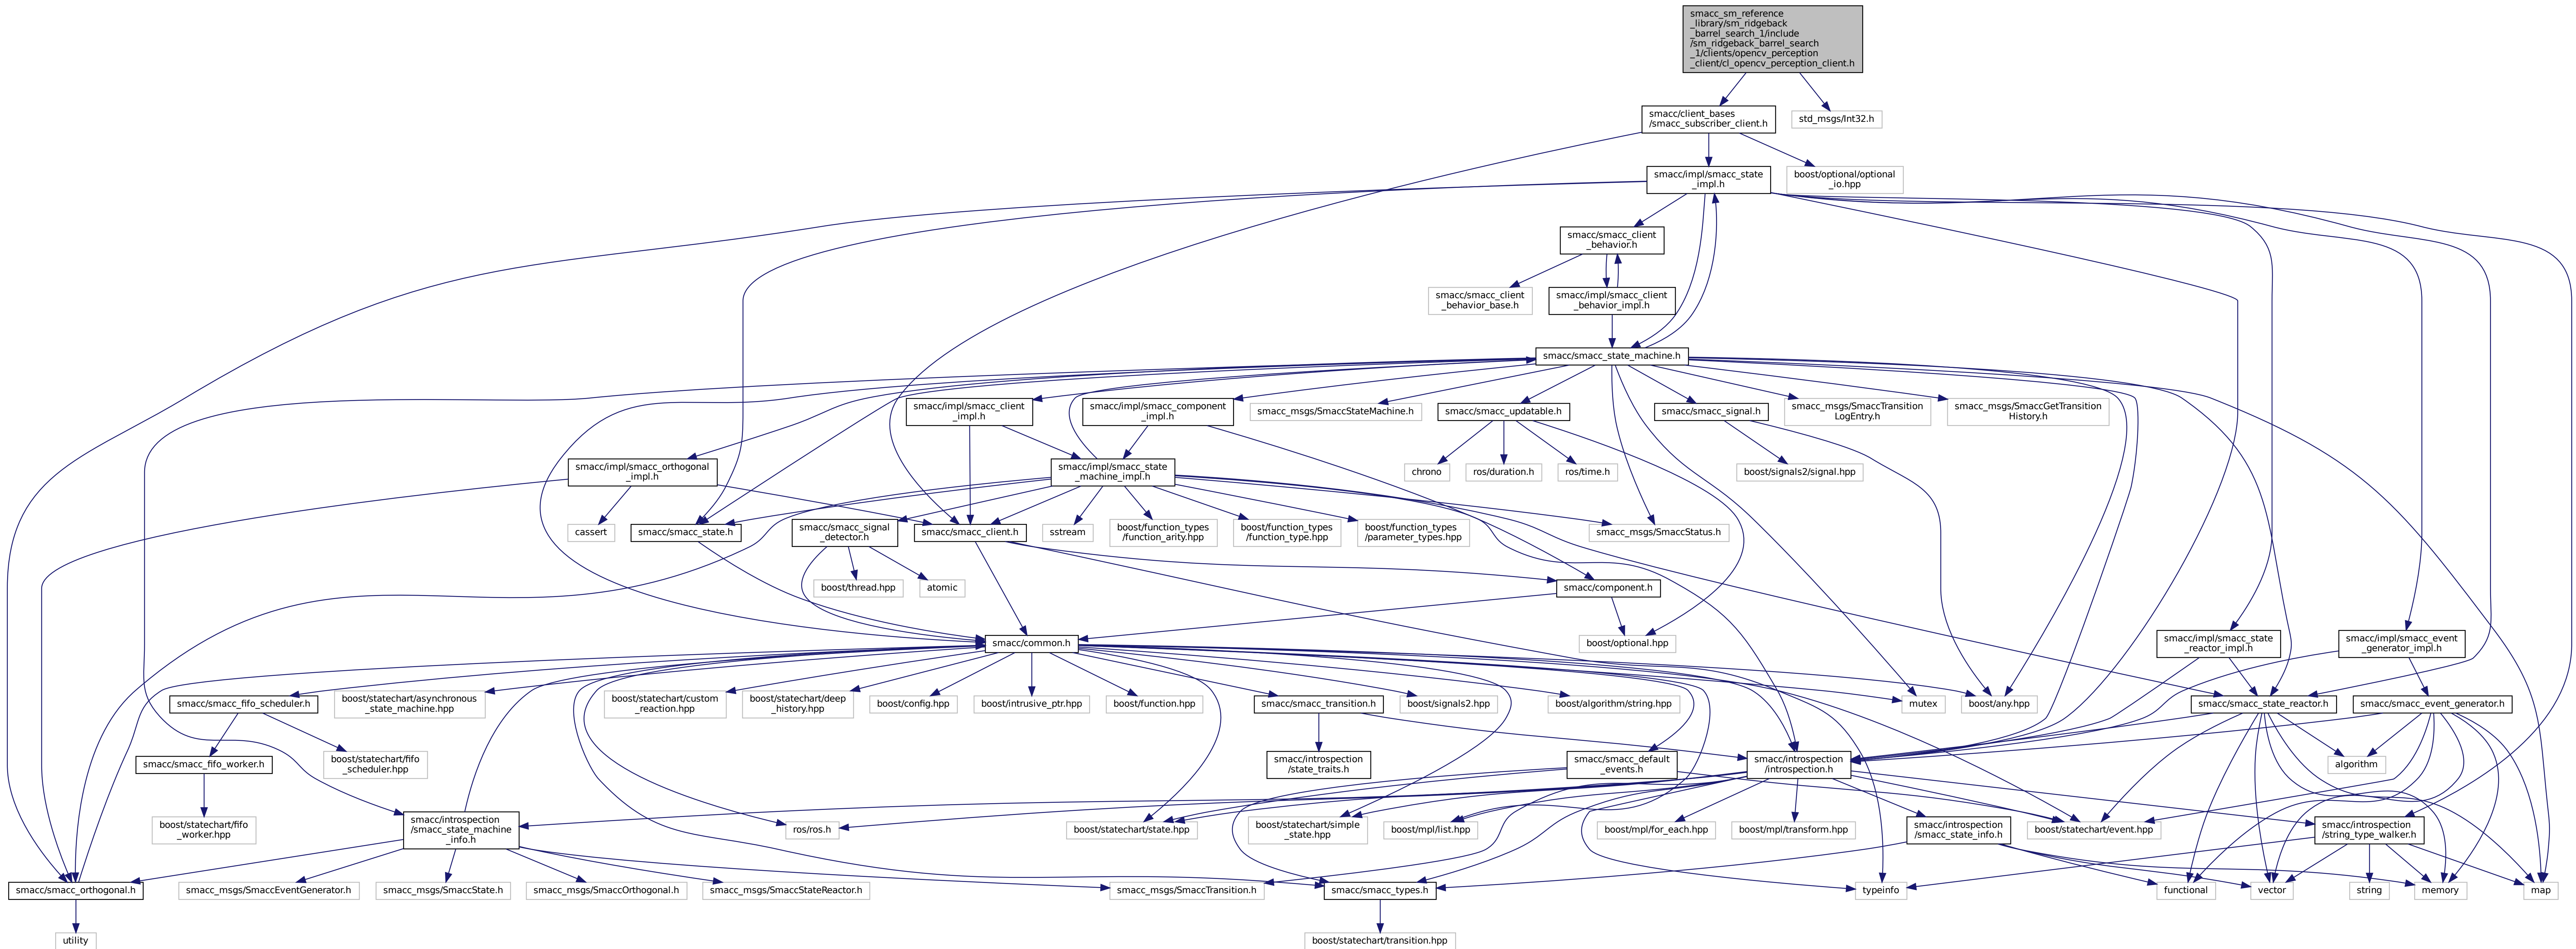 smacc_sm_reference
_library/sm_ridgeback
_barrel_search_1/include
/sm_ridgeback_barrel_search
_1/clients/opencv_perception
_client/cl_opencv_perception_client.h
smacc/client_bases
/smacc_subscriber_client.h
std_msgs/Int32.h
smacc/impl/smacc_state
_impl.h
boost/optional/optional
_io.hpp
smacc/smacc_client
_behavior.h
smacc/smacc_client
_behavior_base.h
smacc/impl/smacc_client
_behavior_impl.h
smacc/smacc_state_machine.h
smacc/impl/smacc_client
_impl.h
smacc/impl/smacc_component
_impl.h
smacc_msgs/SmaccStateMachine.h
smacc/smacc_updatable.h
smacc/smacc_signal.h
smacc_msgs/SmaccTransition
LogEntry.h
smacc_msgs/SmaccGetTransition
History.h
smacc/impl/smacc_orthogonal
_impl.h
smacc/impl/smacc_state
_machine_impl.h
chrono
ros/duration.h
ros/time.h
boost/signals2/signal.hpp
cassert
smacc/smacc_state.h
smacc/smacc_signal
_detector.h
smacc/smacc_client.h
sstream
boost/function_types
/function_arity.hpp
boost/function_types
/function_type.hpp
boost/function_types
/parameter_types.hpp
smacc_msgs/SmaccStatus.h
boost/thread.hpp
atomic
smacc/component.h
smacc/common.h
boost/optional.hpp
smacc/impl/smacc_state
_reactor_impl.h
smacc/impl/smacc_event
_generator_impl.h
smacc/smacc_fifo_scheduler.h
boost/statechart/asynchronous
_state_machine.hpp
boost/statechart/custom
_reaction.hpp
boost/statechart/deep
_history.hpp
boost/config.hpp
boost/intrusive_ptr.hpp
boost/function.hpp
smacc/smacc_transition.h
boost/signals2.hpp
boost/algorithm/string.hpp
mutex
boost/any.hpp
smacc/smacc_state_reactor.h
smacc/smacc_event_generator.h
smacc/smacc_fifo_worker.h
boost/statechart/fifo
_scheduler.hpp
smacc/introspection
/state_traits.h
smacc/smacc_default
_events.h
smacc/introspection
/introspection.h
algorithm
boost/statechart/fifo
_worker.hpp
smacc/introspection
/smacc_state_machine
_info.h
ros/ros.h
boost/statechart/state.hpp
boost/statechart/simple
_state.hpp
boost/mpl/list.hpp
boost/mpl/for_each.hpp
boost/mpl/transform.hpp
smacc/introspection
/smacc_state_info.h
boost/statechart/event.hpp
smacc/introspection
/string_type_walker.h
smacc/smacc_orthogonal.h
smacc_msgs/SmaccEventGenerator.h
smacc_msgs/SmaccState.h
smacc_msgs/SmaccOrthogonal.h
smacc_msgs/SmaccStateReactor.h
smacc_msgs/SmaccTransition.h
smacc/smacc_types.h
typeinfo
functional
vector
string
memory
map
utility
boost/statechart/transition.hpp